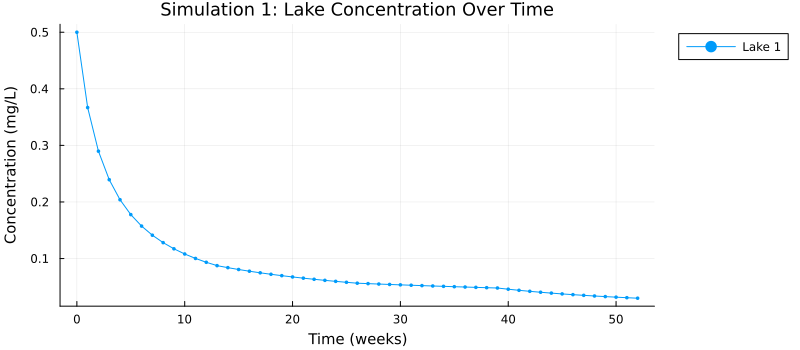 Simulation 1: Lake Concentration Over Time
Lake 1
Concentration (mg/L)
0.5
0.4
0.3
0.2
0.1
0 10 20 30 40 50
Time (weeks)